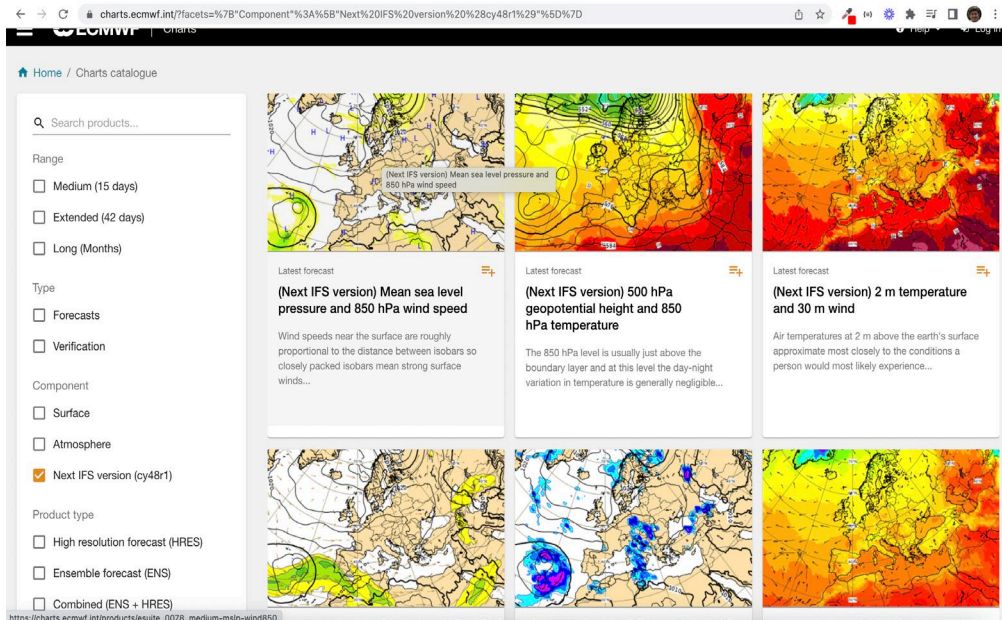 charts.ecmwf.int/?facets=%7B"Component"%3A%5B"Next%20IFS%20version%20%28cy48r1%29"%5D%7D
ECMWF Charts
Help
Log in
Home / Charts catalogue
Search products...
Range
Medium (15 days)
Extended (42 days)
Long (Months)
Type
Forecasts
Verification
Component
Surface
Atmosphere
Next IFS version (cy48r1)
Product type
High resolution forecast (HRES)
Ensemble forecast (ENS)
Combined (ENS + HRES)
(Next IFS version) Mean sea level pressure and
850 hPa wind speed
Latest forecast
(Next IFS version) Mean sea level
pressure and 850 hPa wind speed
Wind speeds near the surface are roughly
proportional to the distance between isobars so
closely packed isobars mean strong surface
winds...
Latest forecast
(Next IFS version) 500 hPa
geopotential height and 850
hPa temperature
The 850 hPa level is usually just above the
boundary layer and at this level the day-night
variation in temperature is generally negligible...
Latest forecast
(Next IFS version) 2 m temperature
and 30 m wind
Air temperatures at 2 m above the earth's surface
approximate most closely to the conditions a
person would most likely experience...
https://charts.ecmwf.int/products/esuite_0078_medium-mslp-wind850